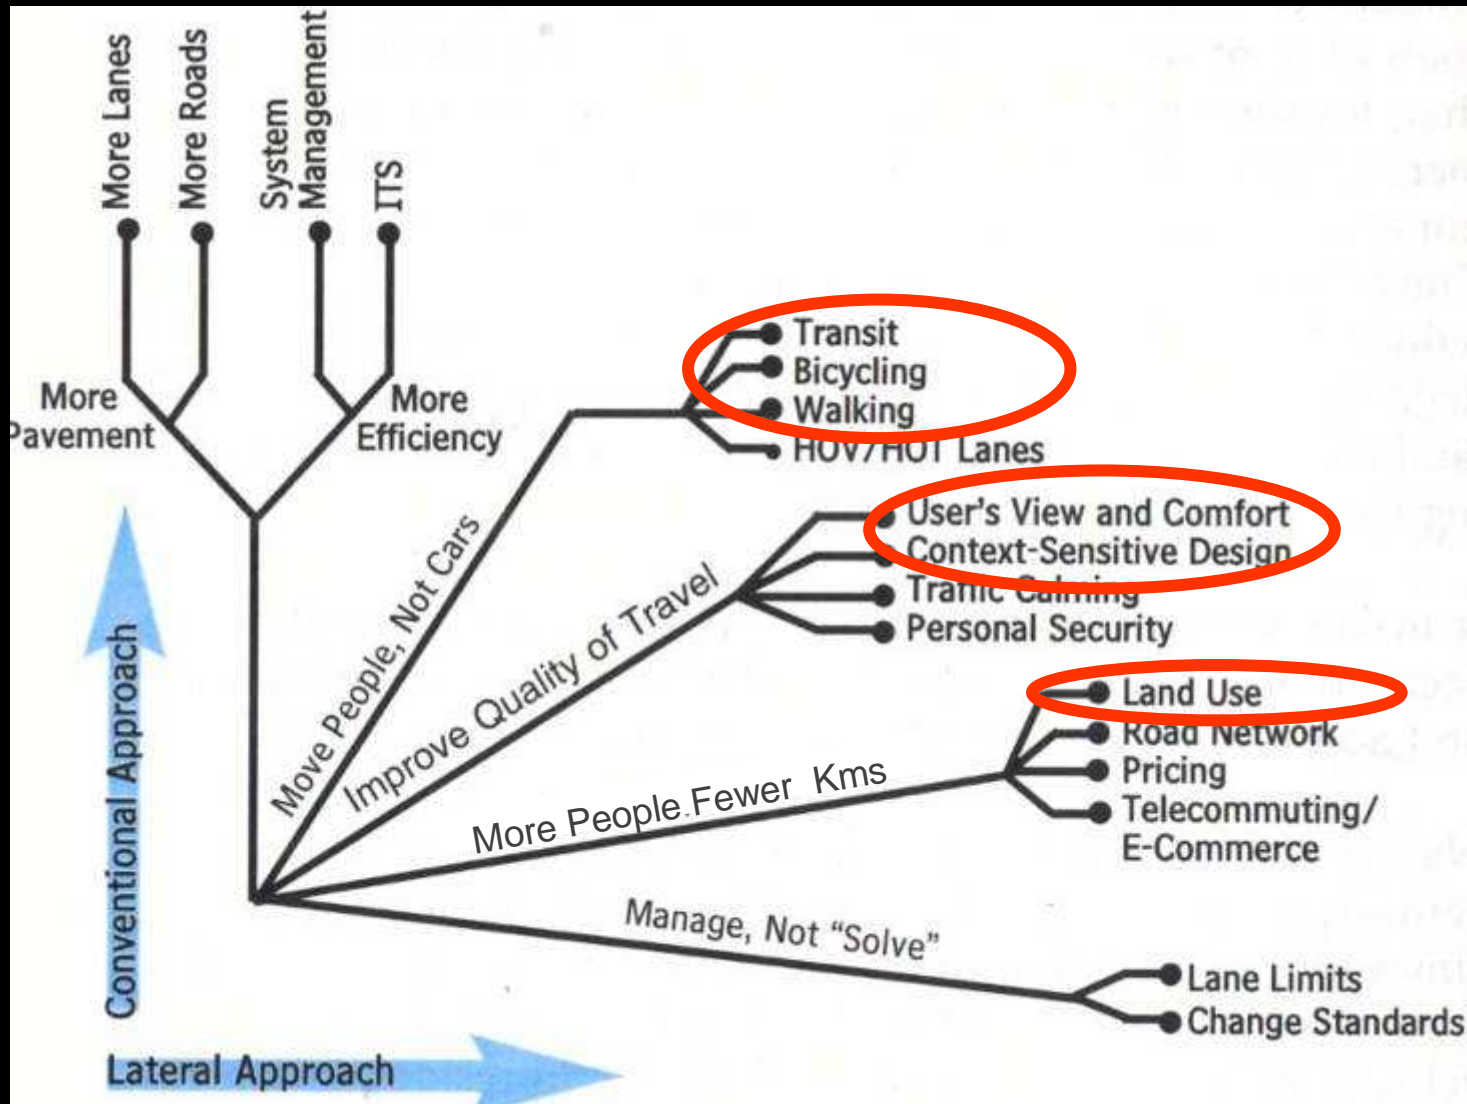 More Lanes
More Roads
System
Management
ITS
More
Pavement
More
Efficiency
Transit
Bicycling
Walking
HOV/HOT Lanes
User's View and Comfort
Context-Sensitive Design
Traffic Calming
Personal Security
Land Use
Road Network
Pricing
Telecommuting/
E-Commerce
Lane Limits
Change Standards
Move People, Not Cars
Improve Quality of Travel
More People.Fewer Kms
Manage, Not “Solve”
Conventional Approach
Lateral Approach